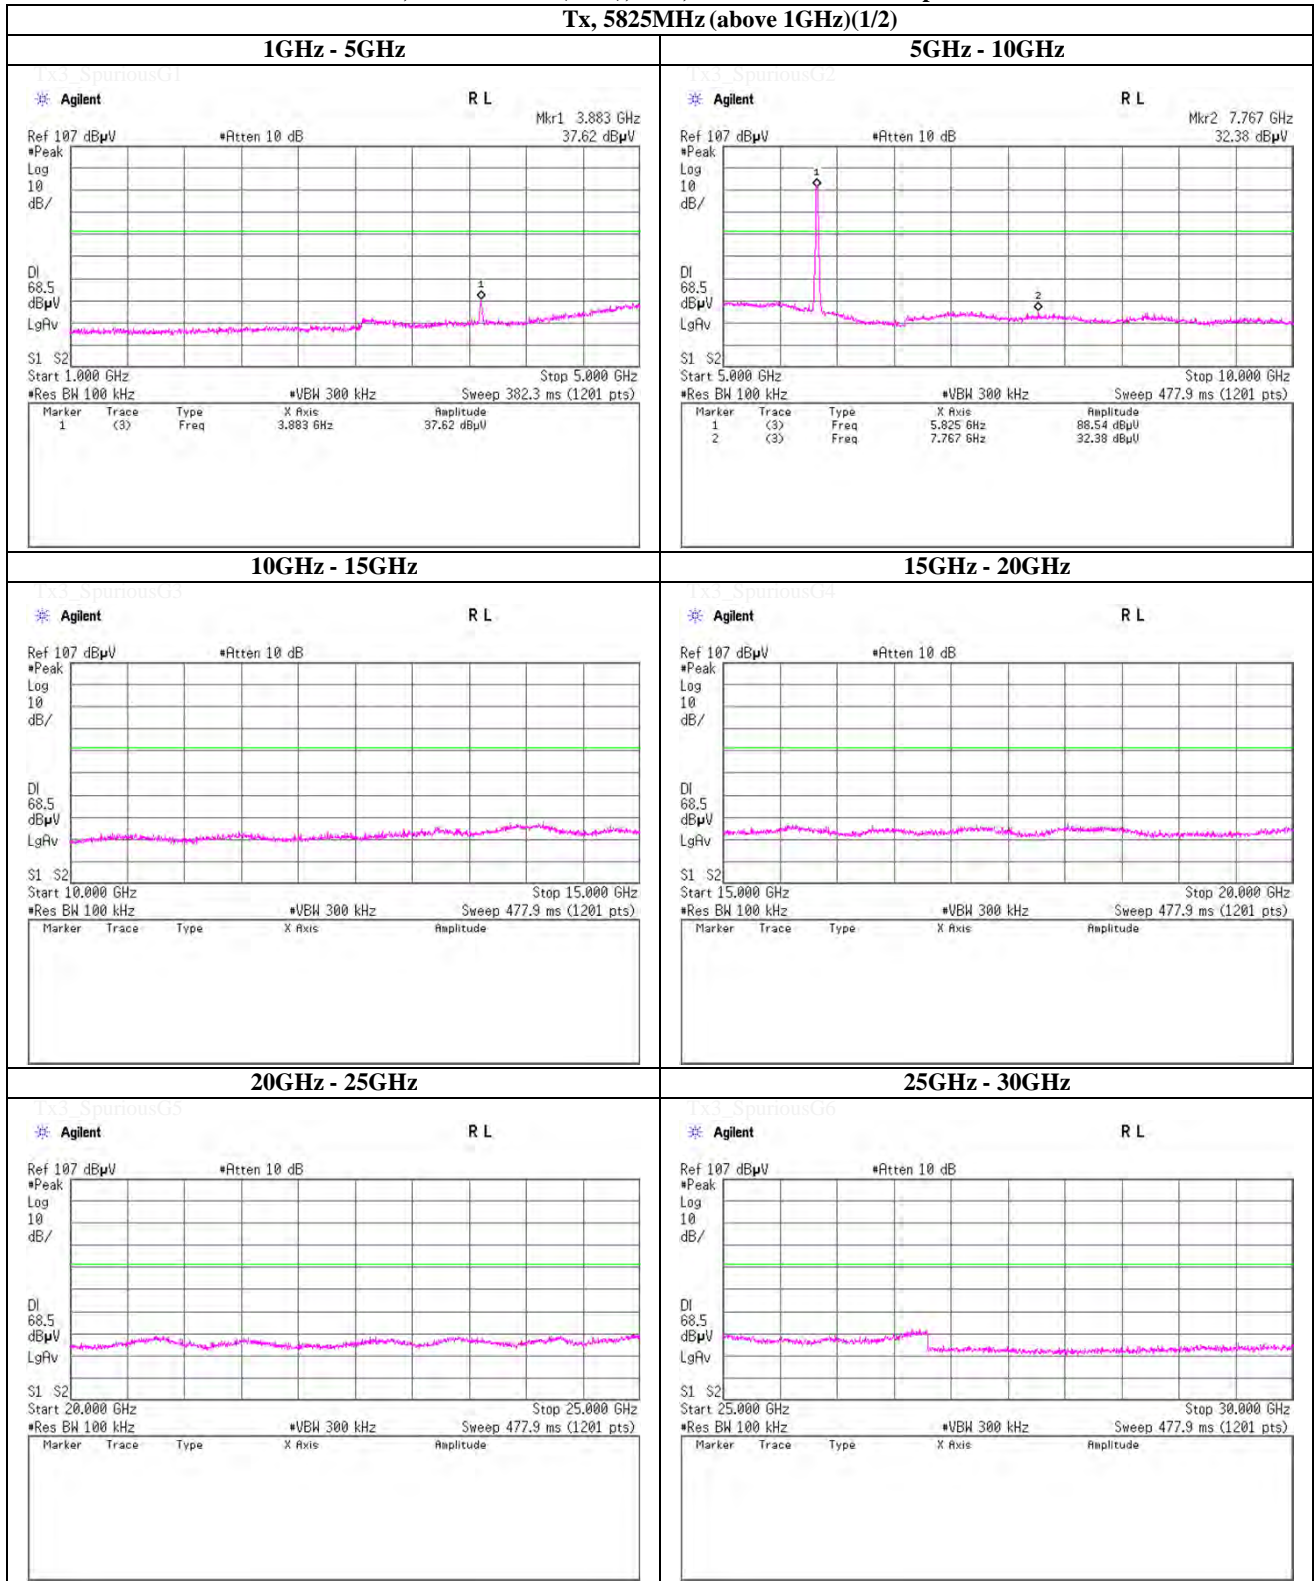 Tx, 5825MHz (above 1GHz)(1/2)
1GHz - 5GHz
Tx3_SpuriousG1
Agilent
R L
Mkr1 3.883 GHz
Ref 107 dBµV #Atten 10 dB 37.62 dBµV
#Peak
Log
10
dB/
1
DI
68.5
dBµV
LgAv
S1 S2
Start 1.000 GHz Stop 5.000 GHz
#Res BW 100 kHz #VBW 300 kHz Sweep 382.3 ms (1201 pts)
Marker Trace Type X Axis Amplitude
1 (3) Freq 3.883 GHz 37.62 dBµV
5GHz - 10GHz
Tx3_SpuriousG2
Agilent
R L
Mkr2 7.767 GHz
Ref 107 dBµV #Atten 10 dB 32.38 dBµV
#Peak
Log
10
dB/
1
2
DI
68.5
dBµV
LgAv
S1 S2
Start 5.000 GHz Stop 10.000 GHz
#Res BW 100 kHz #VBW 300 kHz Sweep 477.9 ms (1201 pts)
Marker Trace Type X Axis Amplitude
1 (3) Freq 5.825 GHz 88.54 dBµV
2 (3) Freq 7.767 GHz 32.38 dBµV
10GHz - 15GHz
Tx3_SpuriousG3
Agilent
R L
Ref 107 dBµV #Atten 10 dB
#Peak
Log
10
dB/
DI
68.5
dBµV
LgAv
S1 S2
Start 10.000 GHz Stop 15.000 GHz
#Res BW 100 kHz #VBW 300 kHz Sweep 477.9 ms (1201 pts)
Marker Trace Type X Axis Amplitude
15GHz - 20GHz
Tx3_SpuriousG4
Agilent
R L
Ref 107 dBµV #Atten 10 dB
#Peak
Log
10
dB/
DI
68.5
dBµV
LgAv
S1 S2
Start 15.000 GHz Stop 20.000 GHz
#Res BW 100 kHz #VBW 300 kHz Sweep 477.9 ms (1201 pts)
Marker Trace Type X Axis Amplitude
20GHz - 25GHz
Tx3_SpuriousG5
Agilent
R L
Ref 107 dBµV #Atten 10 dB
#Peak
Log
10
dB/
DI
68.5
dBµV
LgAv
S1 S2
Start 20.000 GHz Stop 25.000 GHz
#Res BW 100 kHz #VBW 300 kHz Sweep 477.9 ms (1201 pts)
Marker Trace Type X Axis Amplitude
25GHz - 30GHz
Tx3_SpuriousG6
Agilent
R L
Ref 107 dBµV #Atten 10 dB
#Peak
Log
10
dB/
DI
68.5
dBµV
LgAv
S1 S2
Start 25.000 GHz Stop 30.000 GHz
#Res BW 100 kHz #VBW 300 kHz Sweep 477.9 ms (1201 pts)
Marker Trace Type X Axis Amplitude